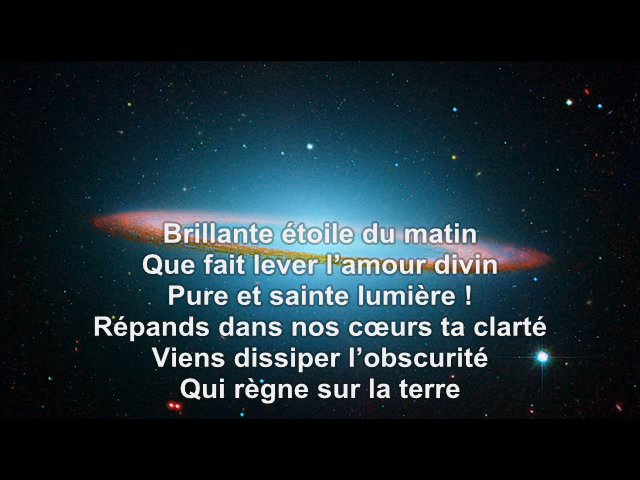 Brillante étoile du matin
Que fait lever l’amour divin
Pure et sainte lumière !
Répands dans nos cœurs ta clarté
Viens dissiper l’obscurité
Qui règne sur la terre